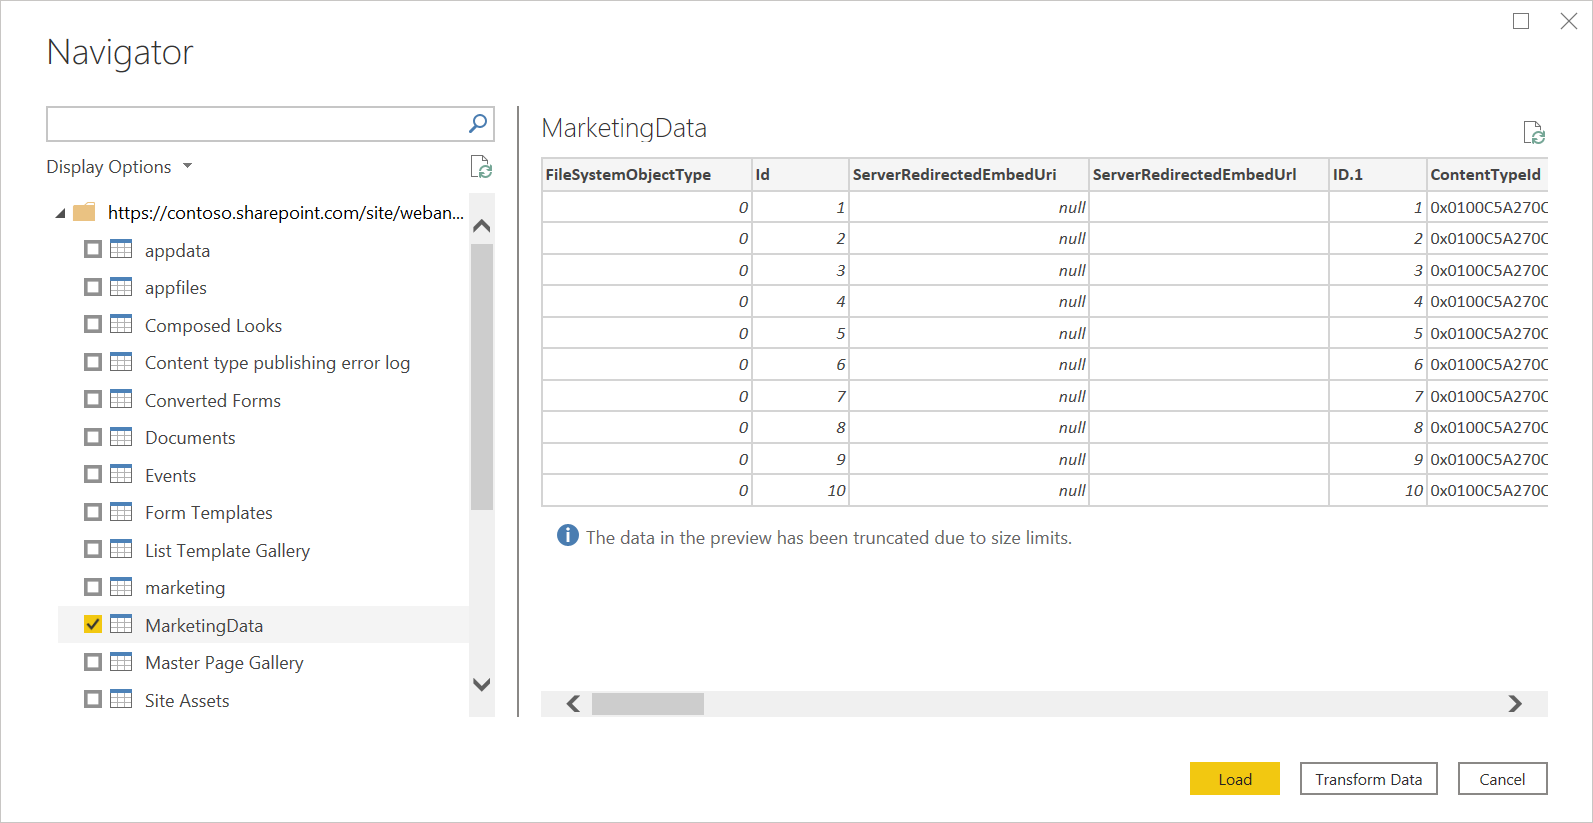 Navigator
Display Options
https://contoso.sharepoint.com/site/weban...
appdata
appfiles
Composed Looks
Content type publishing error log
Converted Forms
Documents
Events
Form Templates
List Template Gallery
marketing
MarketingData
Master Page Gallery
Site Assets
MarketingData
FileSystemObjectType Id ServerRedirectedEmbedUri ServerRedirectedEmbedUrl ID.1 ContentTypeId
0 1 null 1 0x0100C5A270C
0 2 null 2 0x0100C5A270C
0 3 null 3 0x0100C5A270C
0 4 null 4 0x0100C5A270C
0 5 null 5 0x0100C5A270C
0 6 null 6 0x0100C5A270C
0 7 null 7 0x0100C5A270C
0 8 null 8 0x0100C5A270C
0 9 null 9 0x0100C5A270C
0 10 null 10 0x0100C5A270C
The data in the preview has been truncated due to size limits.
Load Transform Data Cancel